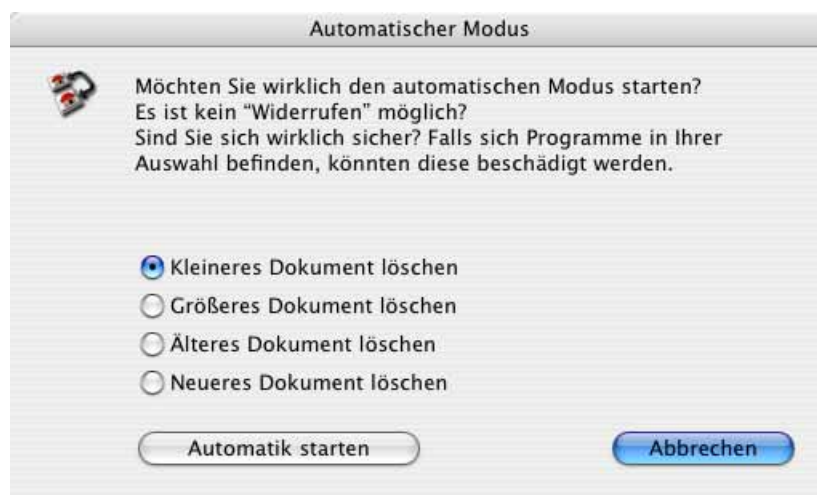 Automatischer Modus
Möchten Sie wirklich den automatischen Modus starten?
Es ist kein “Widerrufen” möglich?
Sind Sie sich wirklich sicher? Falls sich Programme in Ihrer
Auswahl befinden, könnten diese beschädigt werden.
Kleineres Dokument löschen
Größeres Dokument löschen
Älteres Dokument löschen
Neueres Dokument löschen
Automatik starten
Abbrechen